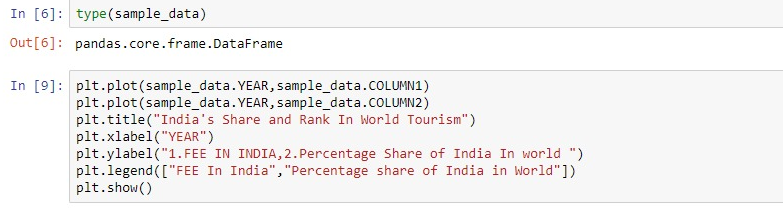 In [6]: type(sample_data)
Out[6]: pandas.core.frame.DataFrame
In [9]: plt.plot(sample_data.YEAR,sample_data.COLUMN1)
plt.plot(sample_data.YEAR,sample_data.COLUMN2)
plt.title("India's Share and Rank In World Tourism")
plt.xlabel("YEAR")
plt.ylabel("1.FEE IN INDIA,2.Percentage Share of India In world ")
plt.legend(["FEE In India","Percentage share of India in World"])
plt.show()